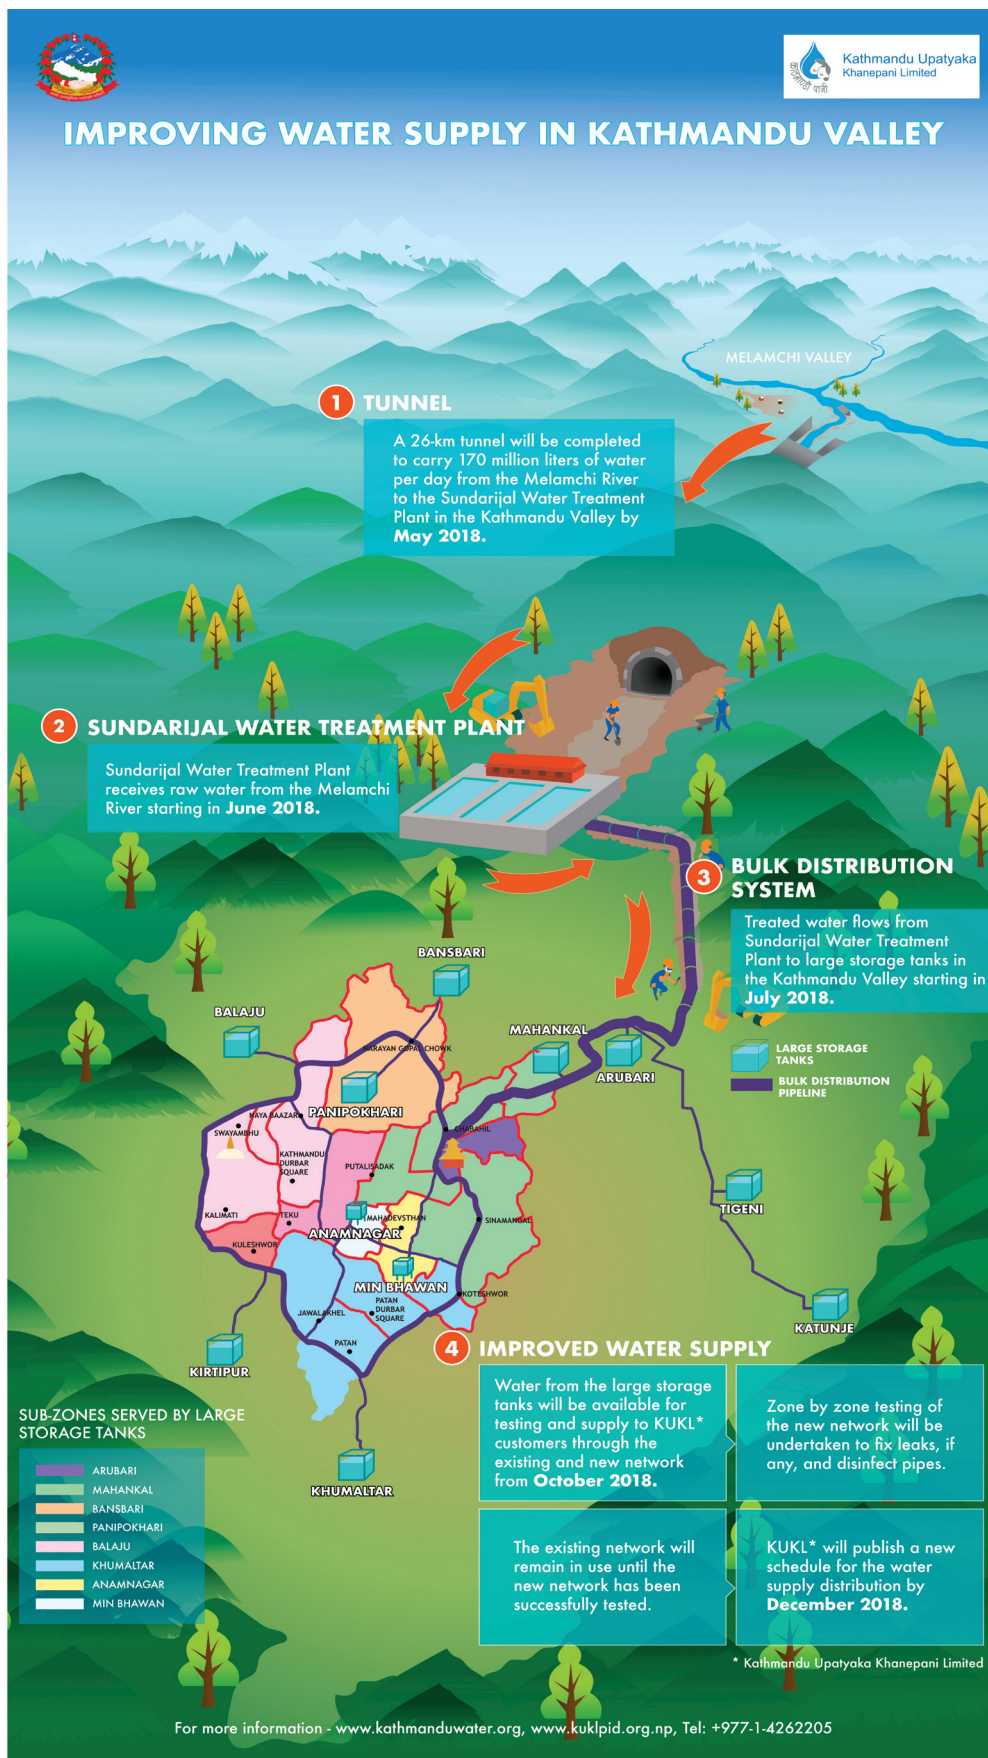 Kathmandu Upatyaka
Khanepani Limited
काठमाण्डौ पानी
IMPROVING WATER SUPPLY IN KATHMANDU VALLEY
MELAMCHI VALLEY
1 TUNNEL
A 26-km tunnel will be completed
to carry 170 million liters of water
per day from the Melamchi River
to the Sundarijal Water Treatment
Plant in the Kathmandu Valley by
May 2018.
2 SUNDARIJAL WATER TREATMENT PLANT
Sundarijal Water Treatment Plant
receives raw water from the Melamchi
River starting in June 2018.
3 BULK DISTRIBUTION
SYSTEM
Treated water flows from
Sundarijal Water Treatment
Plant to large storage tanks in
the Kathmandu Valley starting in
July 2018.
LARGE STORAGE
TANKS
BULK DISTRIBUTION
PIPELINE
BANSBARI
BALAJU
MAHANKAL
ARUBARI
NARAYAN GOPAL CHOWK
PANIPOKHARI
NAYA BAAZAR
SWAYAMBHU
CHABAHIL
KATHMANDU
DURBAR
SQUARE
PUTALISADAK
TIGENI
KALIMATI
TEKU
MAHADEVSTHAN
SINAMANGAL
ANAMNAGAR
KULESHWOR
MIN BHAWAN
KOTESHWOR
PATAN
DURBAR
SQUARE
JAWALAKHEL
PATAN
KATUNJE
KIRTIPUR
KHUMALTAR
4 IMPROVED WATER SUPPLY
Water from the large storage
tanks will be available for
testing and supply to KUKL*
customers through the
existing and new network
from October 2018.
Zone by zone testing of
the new network will be
undertaken to fix leaks, if
any, and disinfect pipes.
The existing network will
remain in use until the
new network has been
successfully tested.
KUKL* will publish a new
schedule for the water
supply distribution by
December 2018.
* Kathmandu Upatyaka Khanepani Limited
SUB-ZONES SERVED BY LARGE
STORAGE TANKS
ARUBARI
MAHANKAL
BANSBARI
PANIPOKHARI
BALAJU
KHUMALTAR
ANAMNAGAR
MIN BHAWAN
For more information - www.kathmanduwater.org, www.kuklpid.org.np, Tel: +977-1-4262205